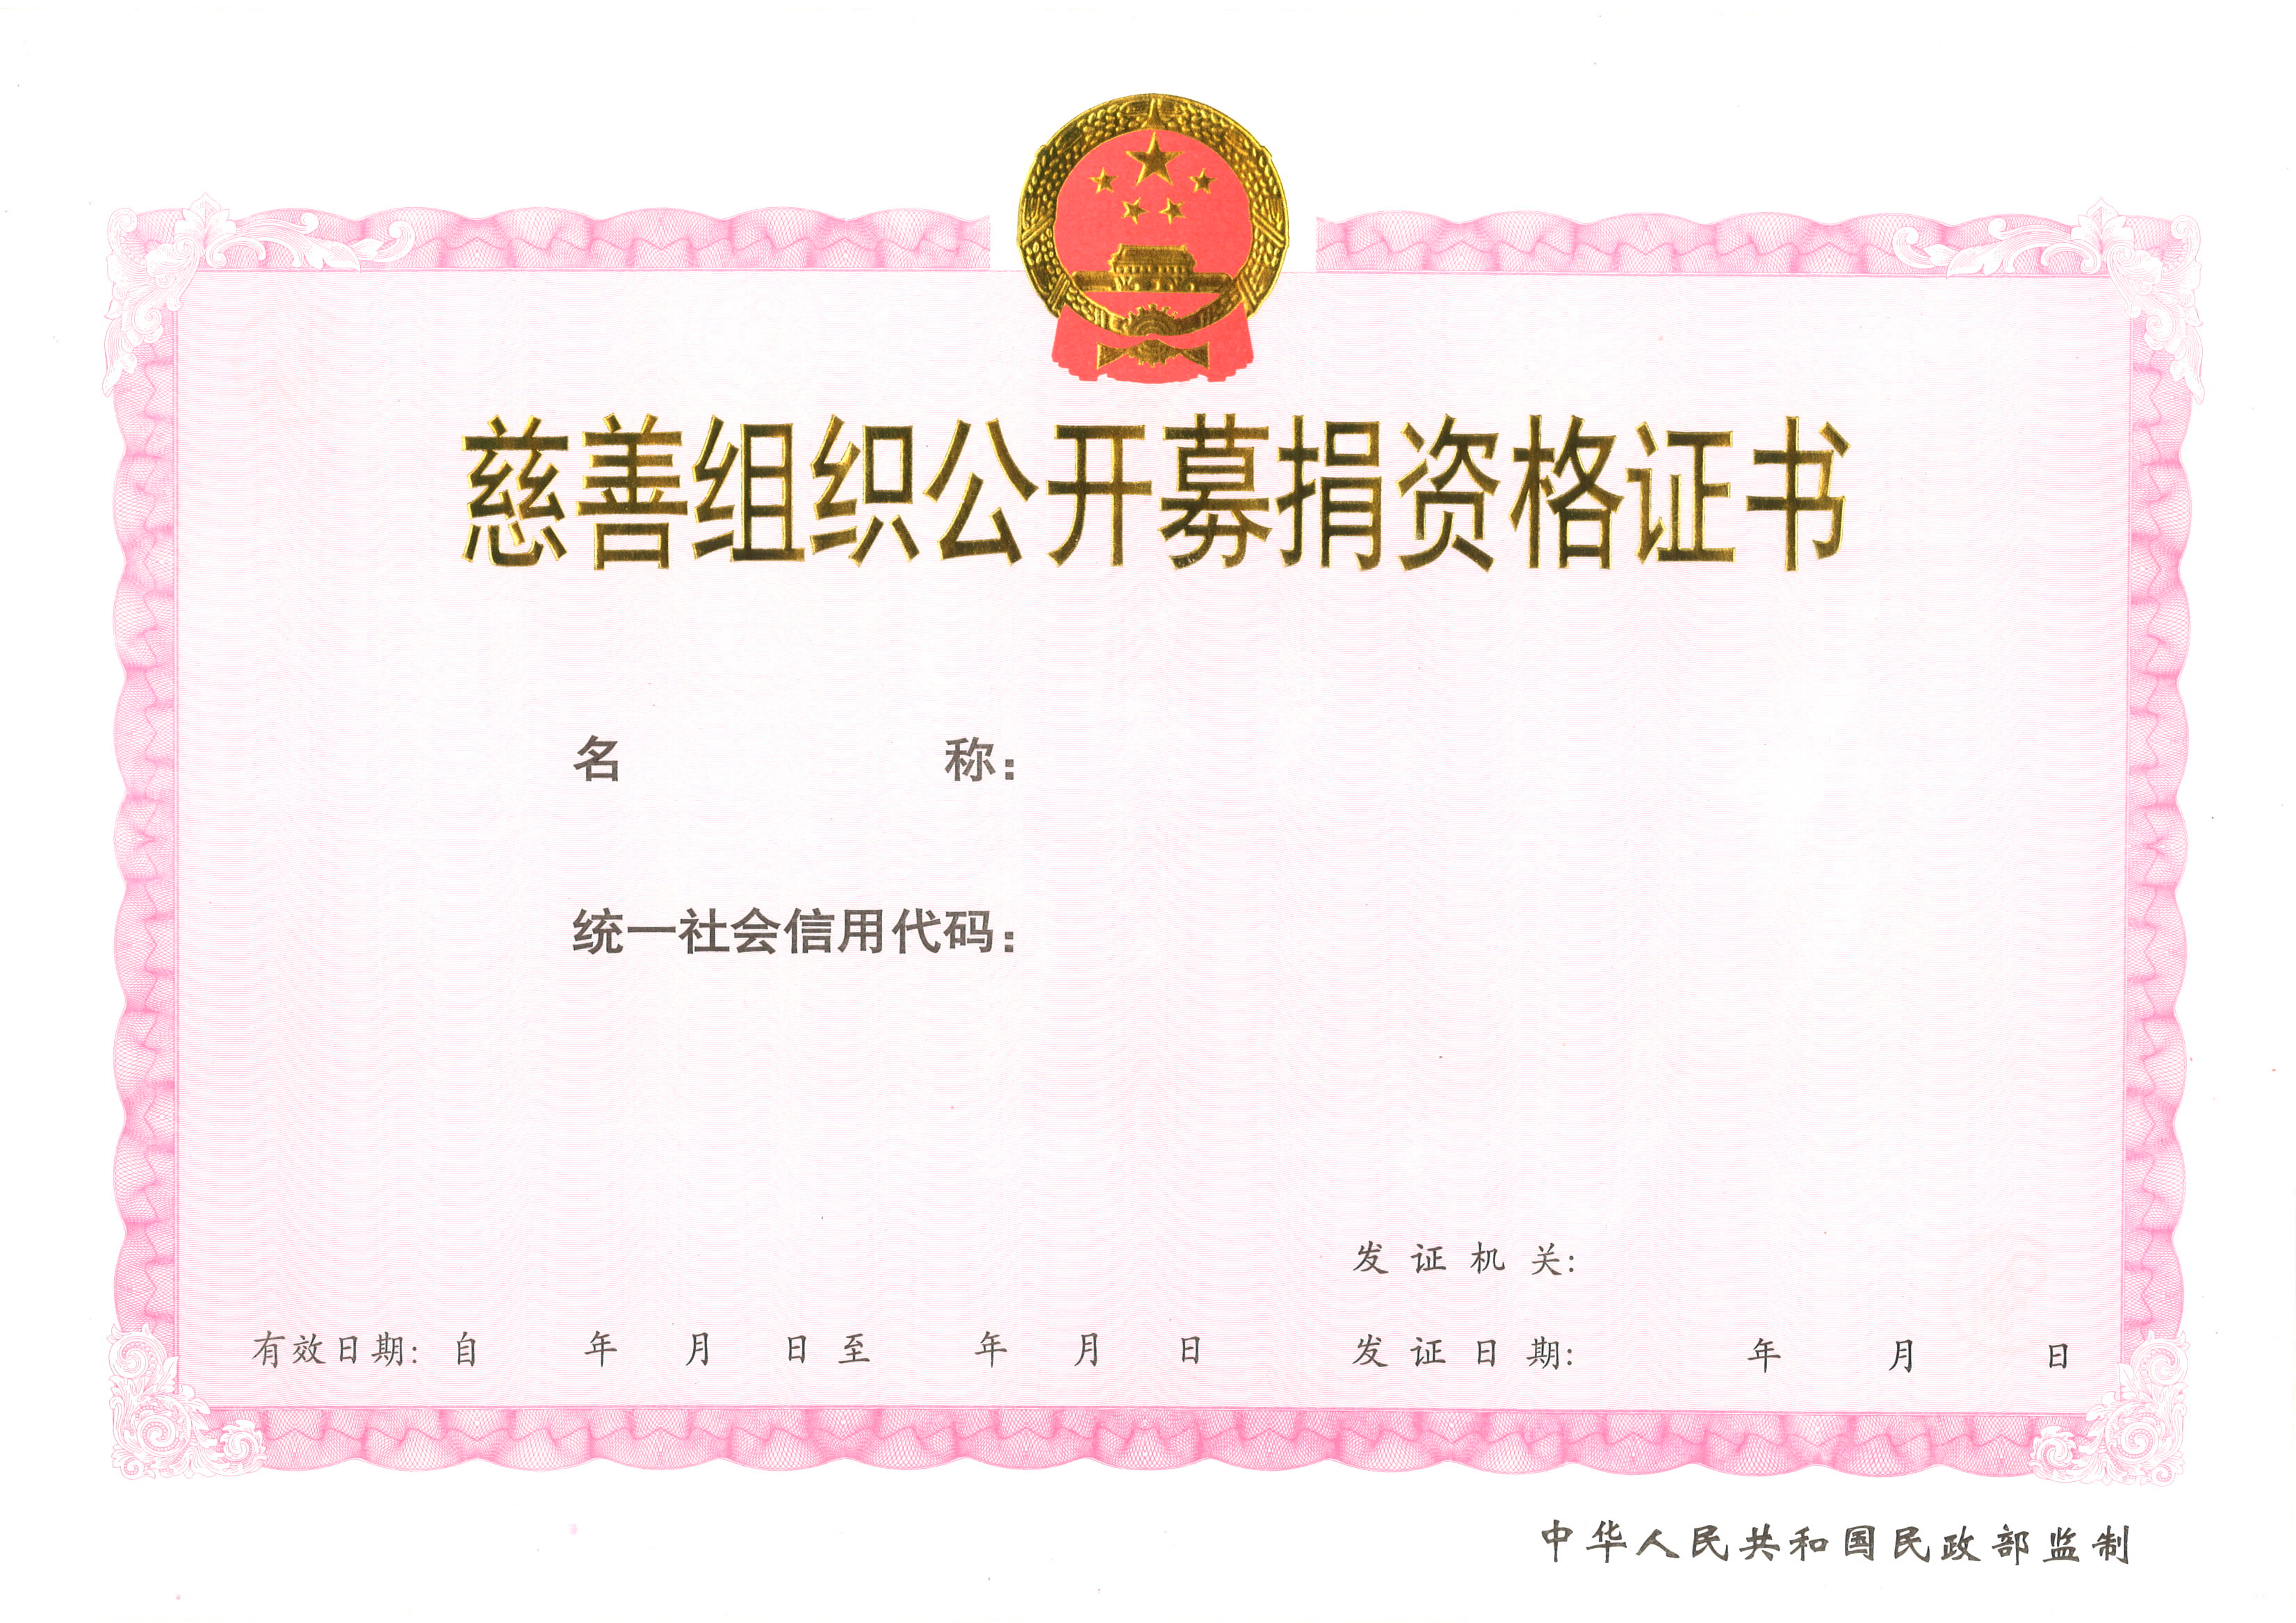 慈善组织公开募捐资格证书
名 称:
统一社会信用代码:
发证机关:
有效日期: 自 年 月 日至 年 月 日
发证日期: 年 月 日
中华人民共和国民政部监制